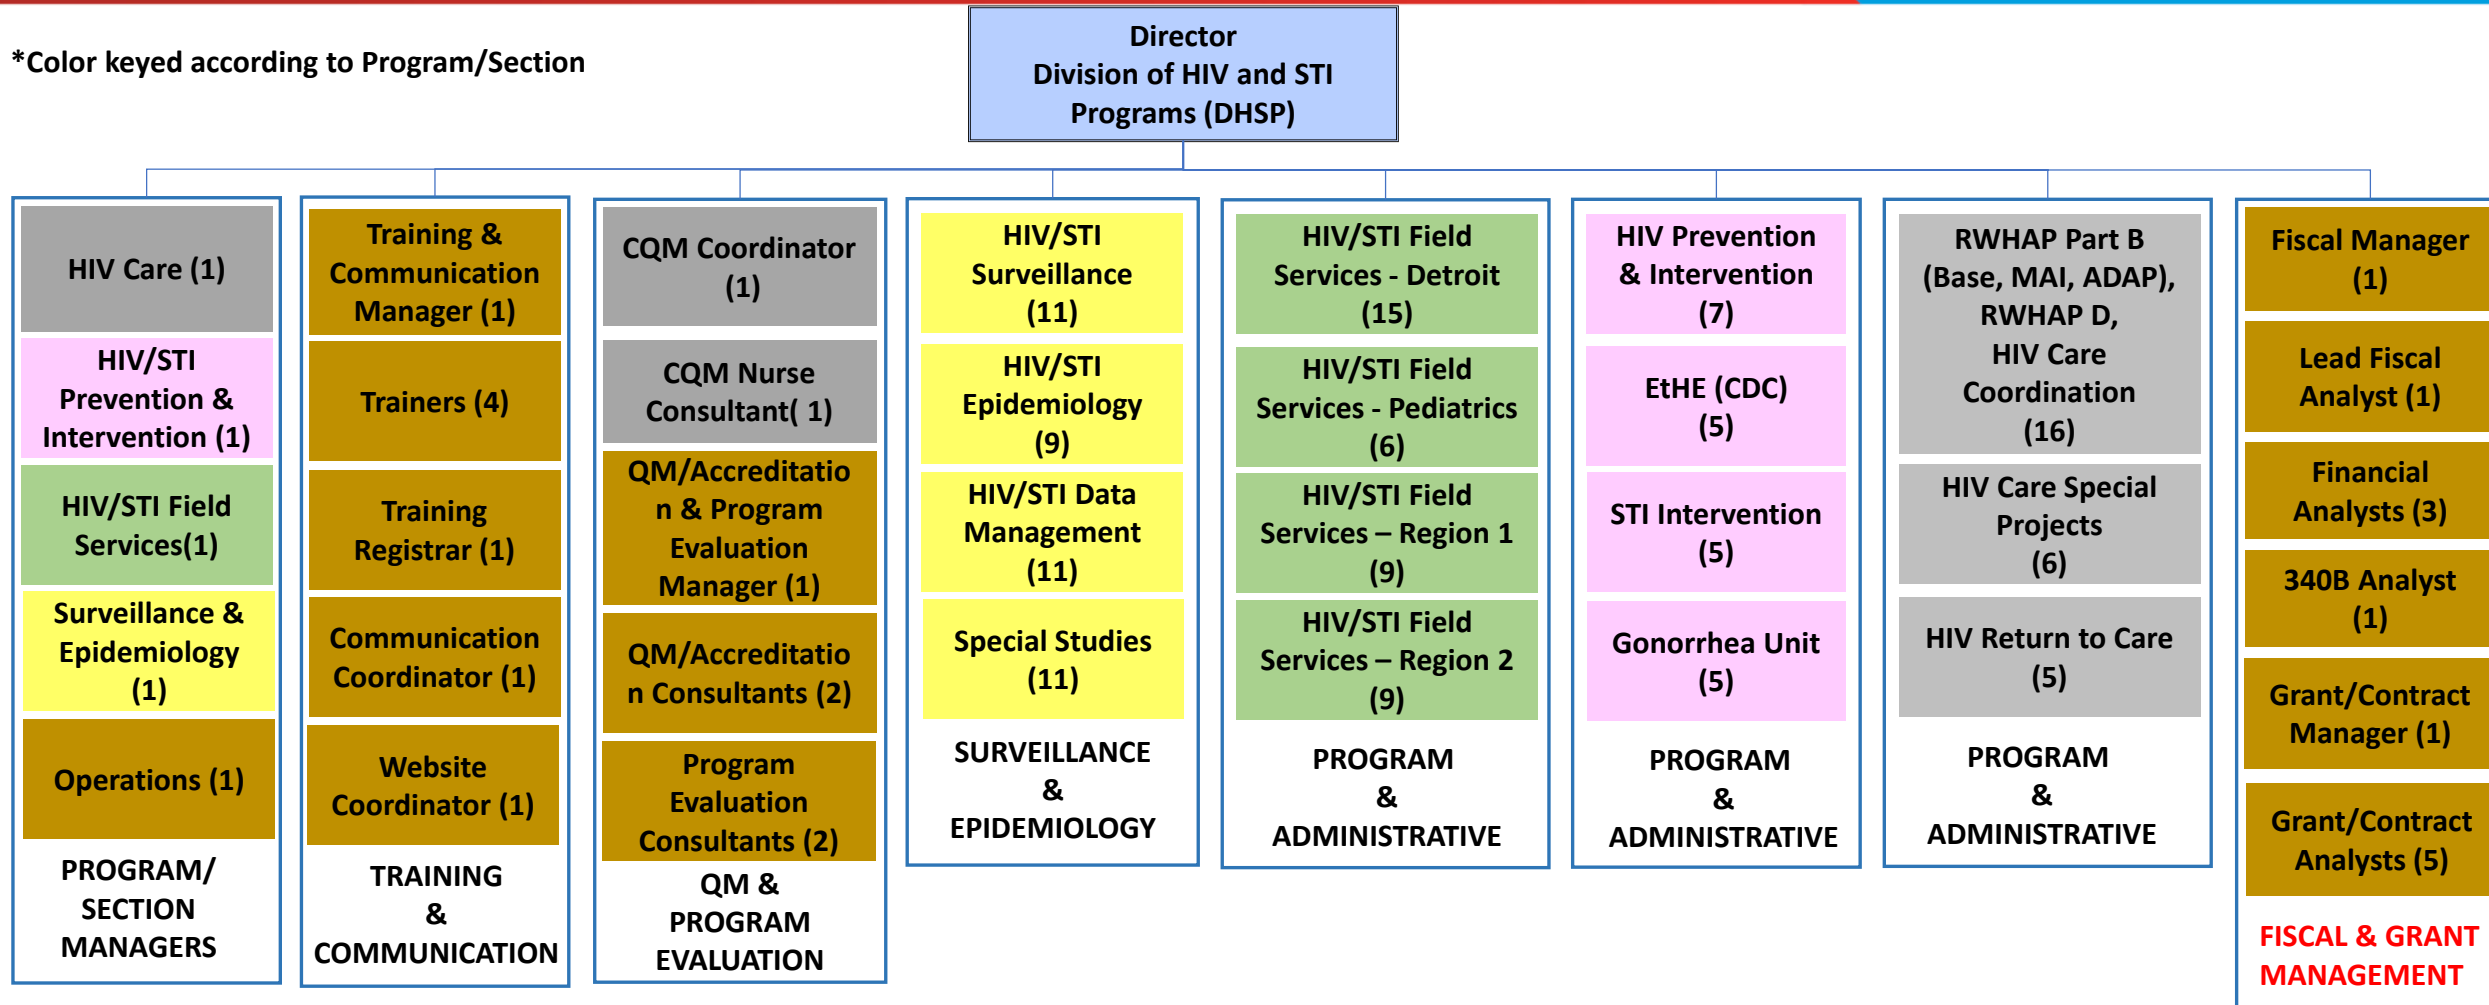 *Color keyed according to Program/Section
Director
Division of HIV and STI
Programs (DHSP)
HIV Care (1)
HIV/STI
Prevention &
Intervention (1)
HIV/STI Field
Services(1)
Surveillance &
Epidemiology
(1)
Operations (1)
PROGRAM/
SECTION
MANAGERS
Training &
Communication
Manager (1)
Trainers (4)
Training
Registrar (1)
Communication
Coordinator (1)
Website
Coordinator (1)
TRAINING
&
COMMUNICATION
CQM Coordinator
(1)
CQM Nurse
Consultant( 1)
QM/Accreditatio
n & Program
Evaluation
Manager (1)
QM/Accreditatio
n Consultants (2)
Program
Evaluation
Consultants (2)
QM &
PROGRAM
EVALUATION
HIV/STI
Surveillance
(11)
HIV/STI
Epidemiology
(9)
HIV/STI Data
Management
(11)
Special Studies
(11)
SURVEILLANCE
&
EPIDEMIOLOGY
HIV/STI Field
Services - Detroit
(15)
HIV/STI Field
Services - Pediatrics
(6)
HIV/STI Field
Services – Region 1
(9)
HIV/STI Field
Services – Region 2
(9)
PROGRAM
&
ADMINISTRATIVE
HIV Prevention
& Intervention
(7)
EtHE (CDC)
(5)
STI Intervention
(5)
Gonorrhea Unit
(5)
PROGRAM
&
ADMINISTRATIVE
RWHAP Part B
(Base, MAI, ADAP),
RWHAP D,
HIV Care
Coordination
(16)
HIV Care Special
Projects
(6)
HIV Return to Care
(5)
PROGRAM
&
ADMINISTRATIVE
Fiscal Manager
(1)
Lead Fiscal
Analyst (1)
Financial
Analysts (3)
340B Analyst
(1)
Grant/Contract
Manager (1)
Grant/Contract
Analysts (5)
FISCAL & GRANT
MANAGEMENT